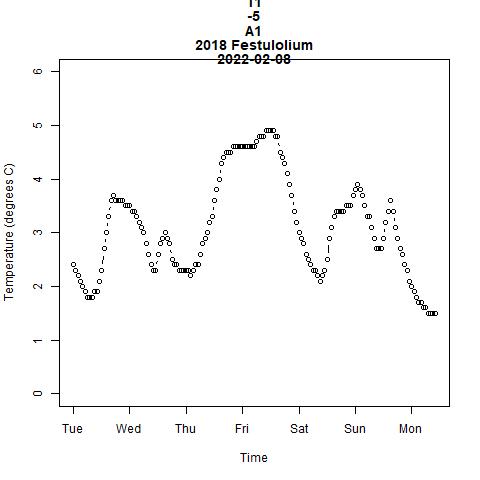 T1
-5
A1
2018 Festulolium
2022-02-08
6
5
4
3
2
1
0
Temperature (degrees C)
Tue Wed Thu Fri Sat Sun Mon
Time